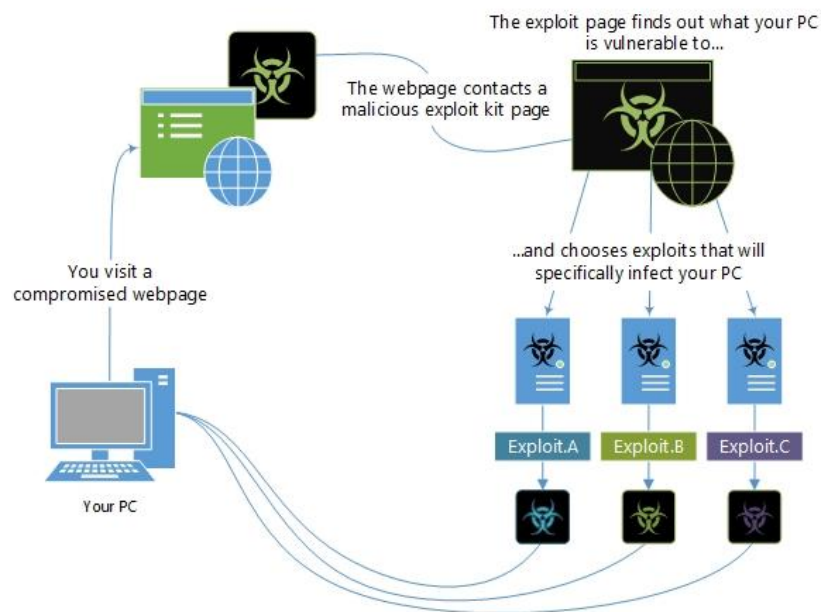 The exploit page finds out what your PC
is vulnerable to...
The webpage contacts a
malicious exploit kit page
...and chooses exploits that will
specifically infect your PC
You visit a
compromised webpage
Exploit.A
Exploit.B
Exploit.C
Your PC